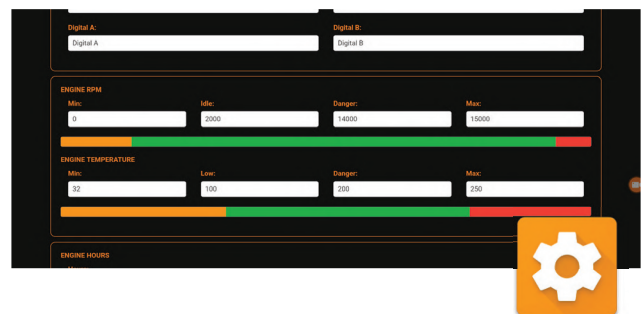 Digital A: Digital B:
Digital A Digital B
ENGINE RPM
Min: Idle: Danger: Max:
0 2000 14000 15000
ENGINE TEMPERATURE
Min: Low: Danger: Max:
32 100 200 250
ENGINE HOURS